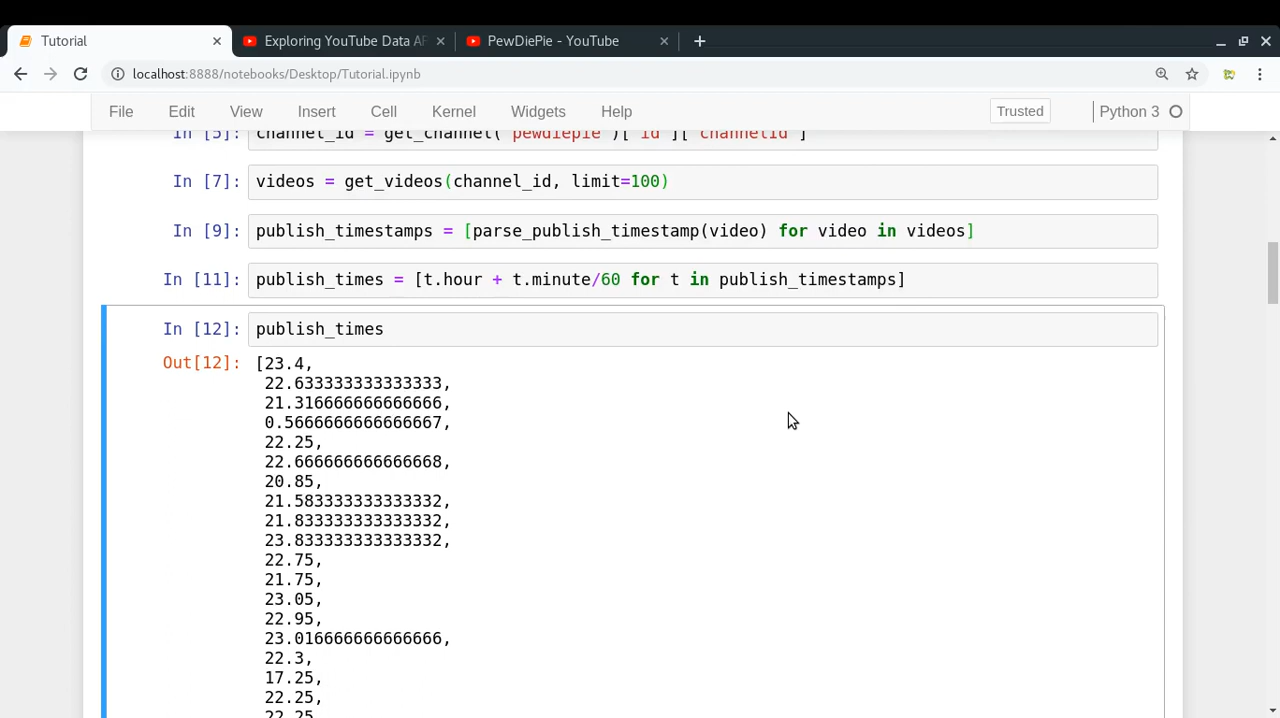 Tutorial
Exploring YouTube Data AP
PewDiePie - YouTube
localhost:8888/notebooks/Desktop/Tutorial.ipynb
File Edit View Insert Cell Kernel Widgets Help Trusted Python 3
In [5]: channel_id = get_channel('pewdiepie')['id']['channelId']
In [7]: videos = get_videos(channel_id, limit=100)
In [9]: publish_timestamps = [parse_publish_timestamp(video) for video in videos]
In [11]: publish_times = [t.hour + t.minute/60 for t in publish_timestamps]
In [12]: publish_times
Out[12]: [23.4,
22.633333333333333,
21.316666666666666,
0.5666666666666667,
22.25,
22.666666666666668,
20.85,
21.583333333333332,
21.833333333333332,
23.833333333333332,
22.75,
21.75,
23.05,
22.95,
23.016666666666666,
22.3,
17.25,
22.25,
22.25